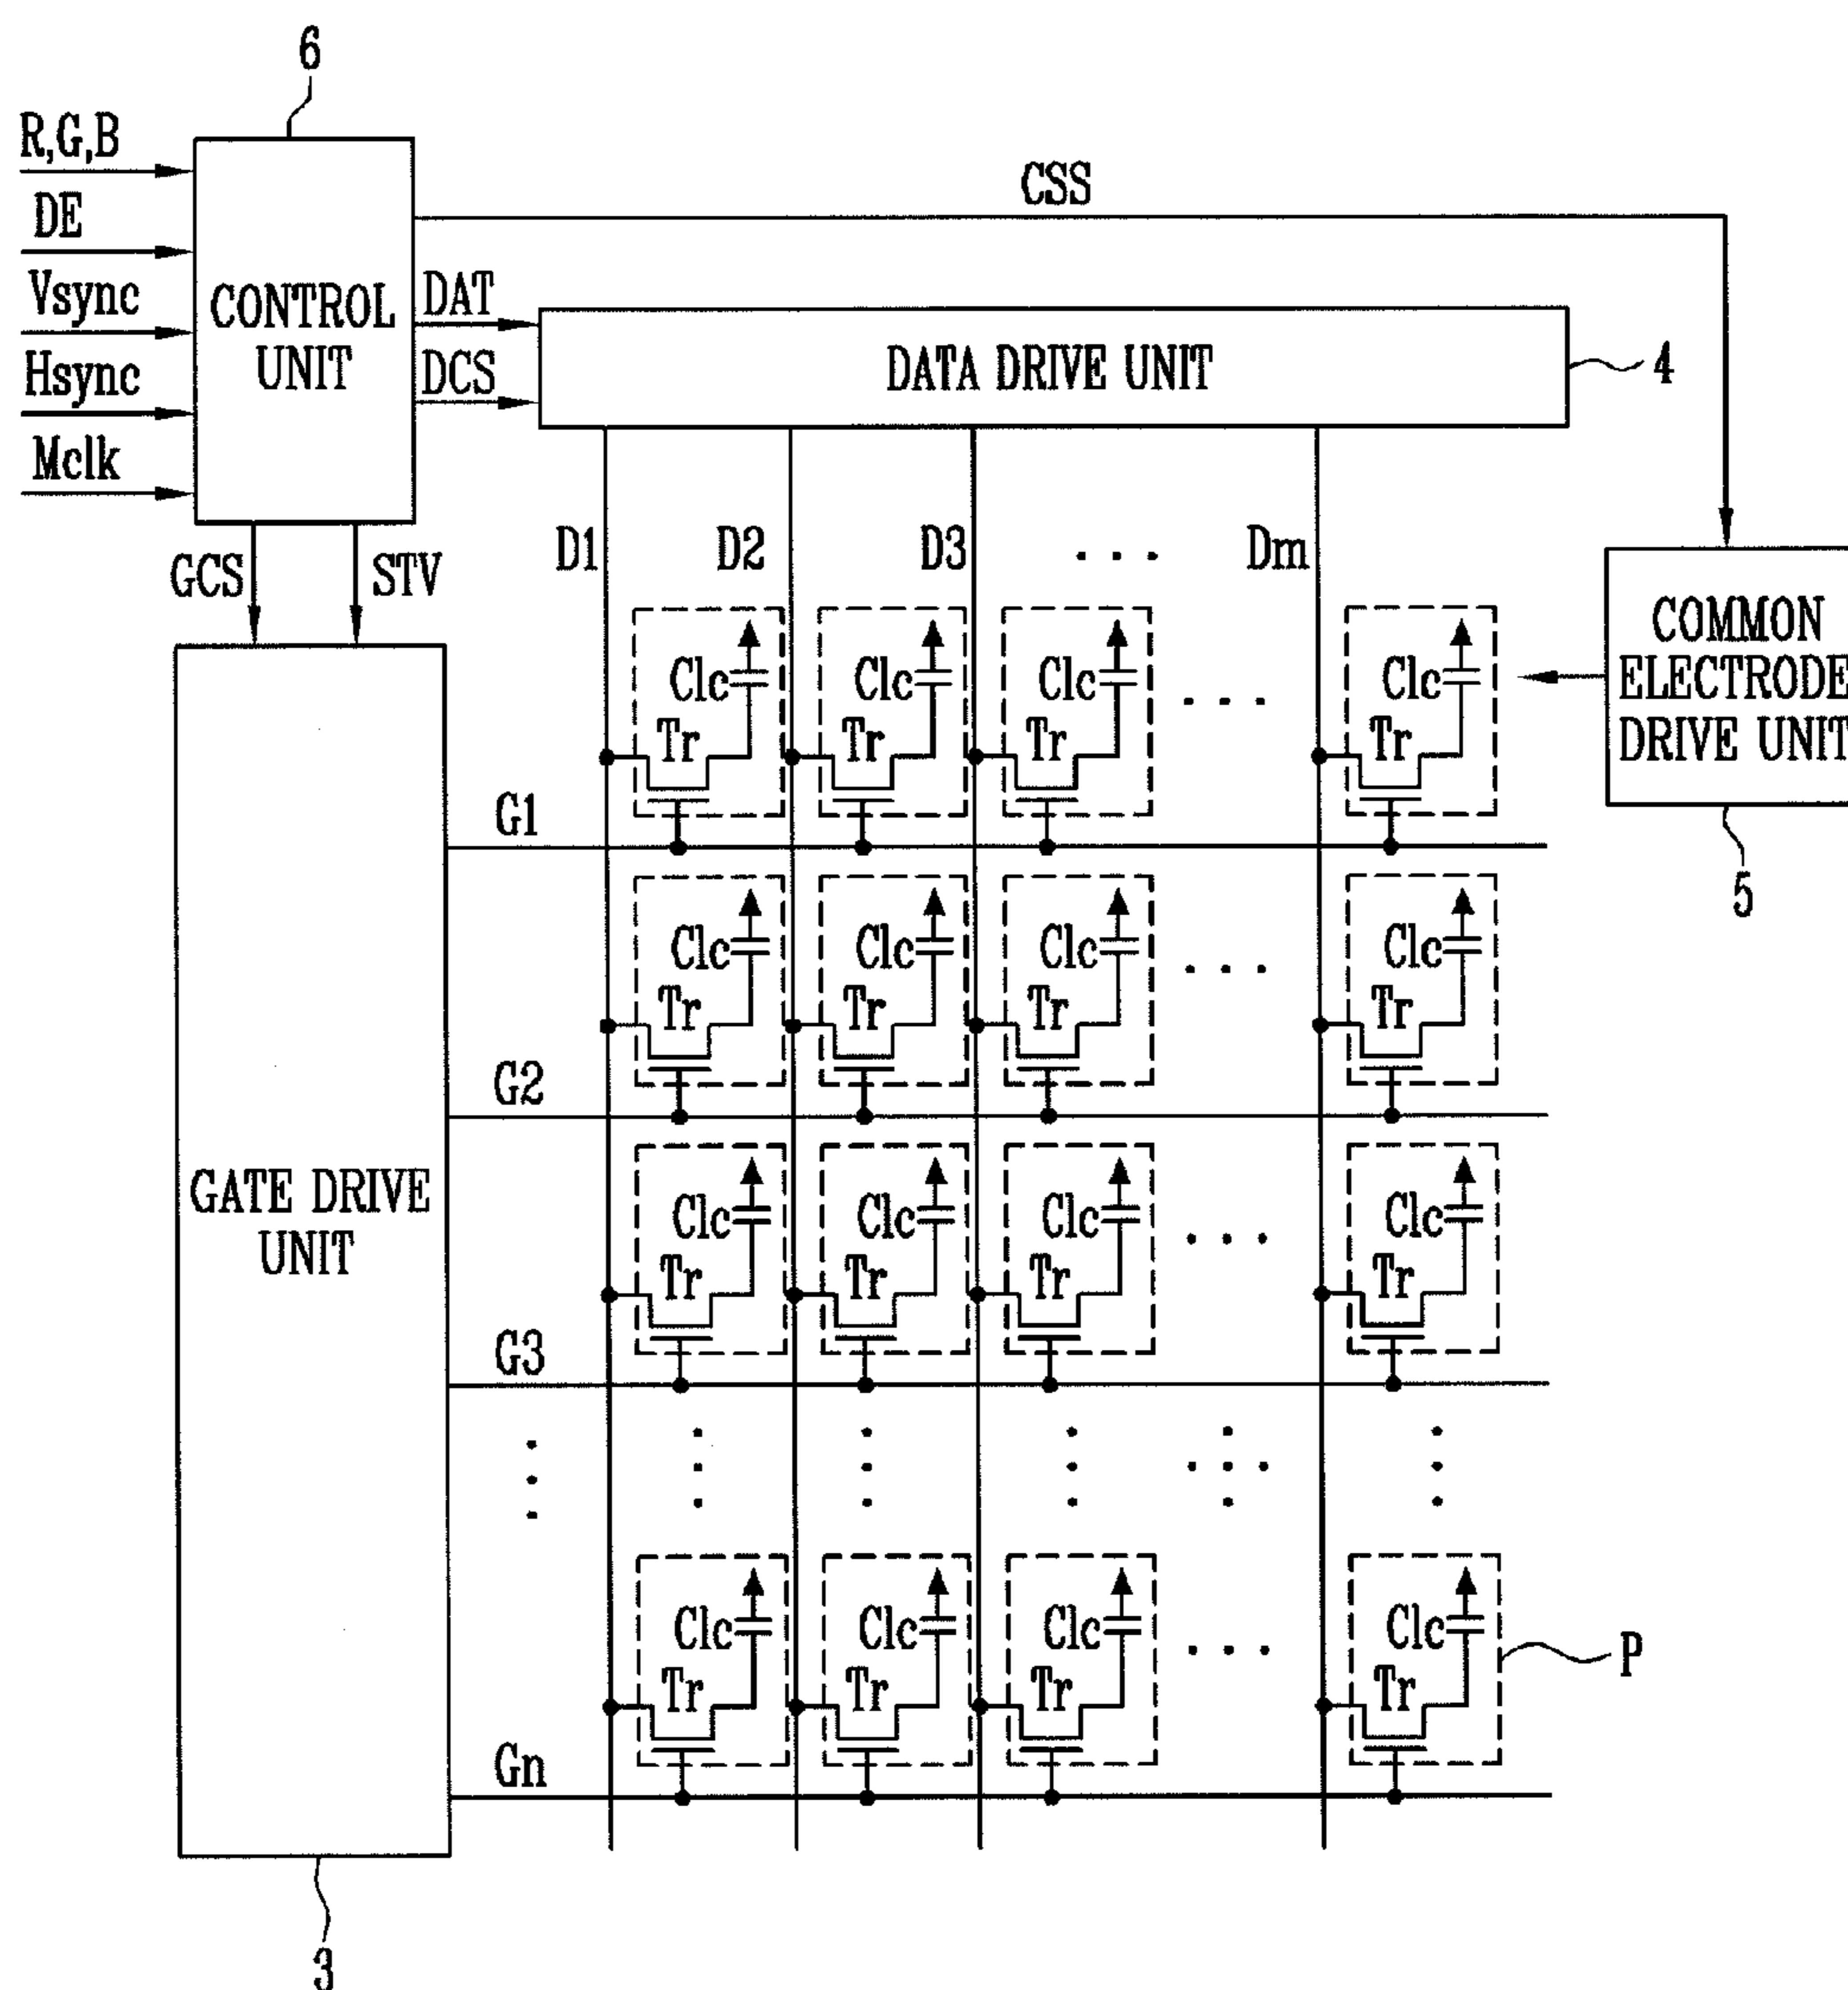 6
R,G,B
DE
Vsync
Hsync
Mclk
CONTROL
UNIT
CSS
DAT
DCS
DATA DRIVE UNIT
4
GCS
STV
D1
D2
D3
. . .
Dm
COMMON
ELECTRODE
DRIVE UNIT
5
Clc
Clc
Clc
Clc
. . .
Tr
Tr
Tr
Tr
G1
Clc
Clc
Clc
Clc
. . .
Tr
Tr
Tr
Tr
G2
GATE DRIVE
UNIT
Clc
Clc
Clc
Clc
. . .
Tr
Tr
Tr
Tr
G3
Clc
Clc
Clc
Clc
. . .
Tr
Tr
Tr
Tr
P
Gn
3